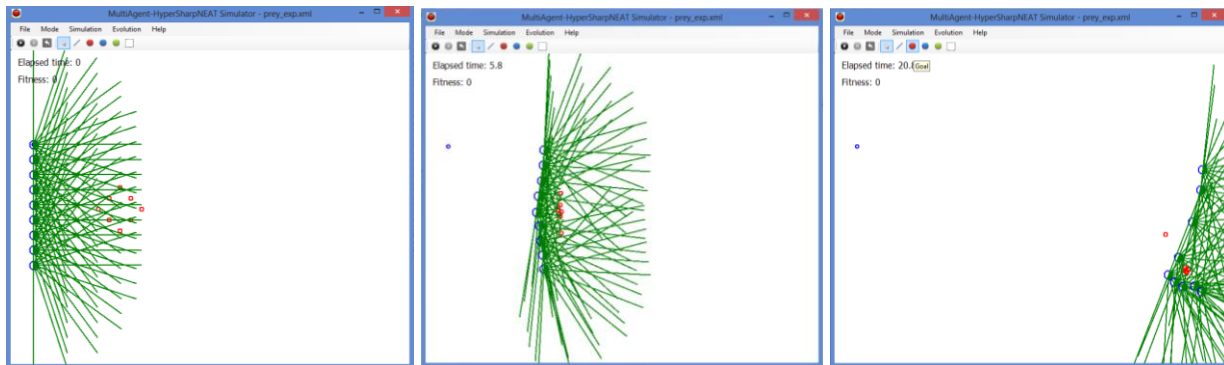 MultiAgent-HyperSharpNEAT Simulator - prey_exp.xml
File Mode Simulation Evolution Help
Elapsed time: 0
Fitness: 0
MultiAgent-HyperSharpNEAT Simulator - prey_exp.xml
File Mode Simulation Evolution Help
Elapsed time: 5.8
Fitness: 0
MultiAgent-HyperSharpNEAT Simulator - prey_exp.xml
File Mode Simulation Evolution Help
Elapsed time: 20.8
Goal
Fitness: 0